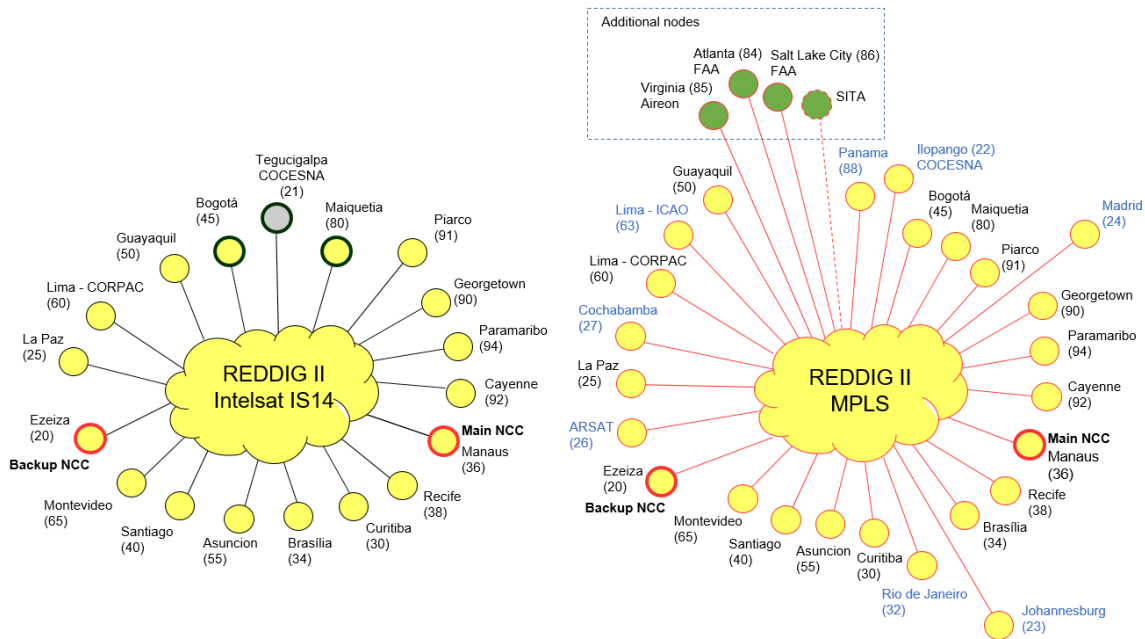 Tegucigalpa
COCESNA
(21)
Bogotá
(45)
Maiquetia
(80)
Piarco
(91)
Guayaquil
(50)
Georgetown
(90)
Lima - CORPAC
(60)
Paramaribo
(94)
La Paz
(25)
Cayenne
(92)
REDDIG II
Intelsat IS14
Ezeiza
(20)
Backup NCC
Main NCC
Manaus
(36)
Montevideo
(65)
Santiago
(40)
Asuncion
(55)
Brasília
(34)
Curitiba
(30)
Recife
(38)
Additional nodes
Atlanta (84)
FAA
Salt Lake City (86)
FAA
Virginia (85)
Aireon
SITA
Panama
(88)
Ilopango (22)
COCESNA
Guayaquil
(50)
Bogotá
(45)
Maiquetia
(80)
Madrid
(24)
Lima - ICAO
(63)
Piarco
(91)
Lima - CORPAC
(60)
Georgetown
(90)
Cochabamba
(27)
Paramaribo
(94)
La Paz
(25)
Cayenne
(92)
REDDIG II
MPLS
ARSAT
(26)
Main NCC
Manaus
(36)
Ezeiza
(20)
Backup NCC
Recife
(38)
Montevideo
(65)
Santiago
(40)
Asuncion
(55)
Curitiba
(30)
Brasília
(34)
Rio de Janeiro
(32)
Johannesburg
(23)